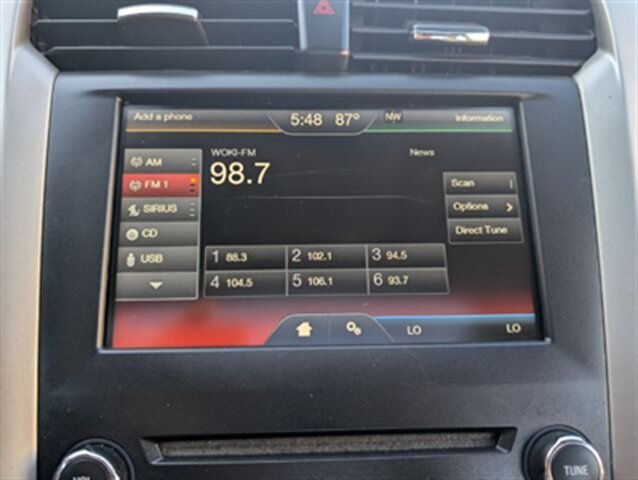 Add a phone 5:48 87° NW Information
WOKI-FM News
98.7
AM
FM 1
SIRIUS
CD
USB
Scan
Options >
Direct Tune
1 88.3 2 102.1 3 94.5
4 104.5 5 106.1 6 93.7
LO LO
TUNE